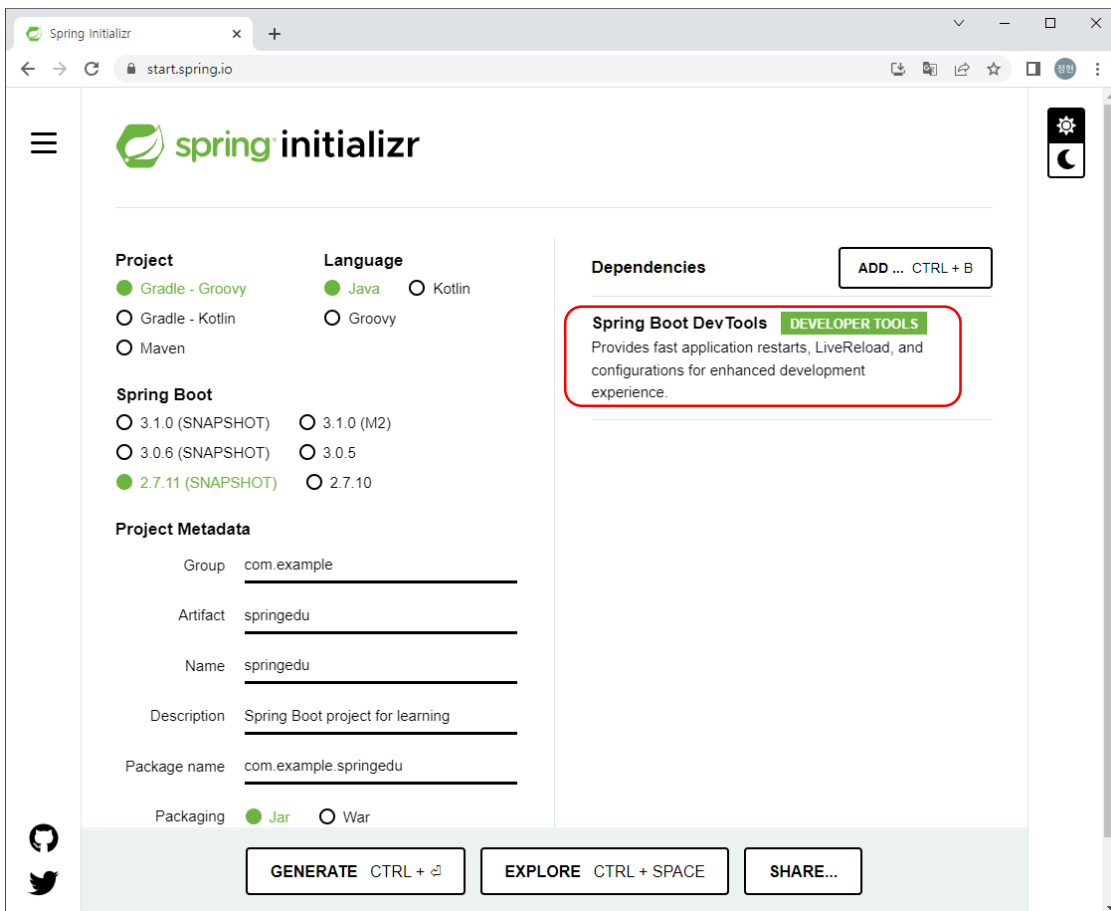 Spring Initializr
start.spring.io
정현
spring initializr
Project
Gradle - Groovy
Gradle - Kotlin
Maven
Language
Java Kotlin
Groovy
Spring Boot
3.1.0 (SNAPSHOT) 3.1.0 (M2)
3.0.6 (SNAPSHOT) 3.0.5
2.7.11 (SNAPSHOT) 2.7.10
Project Metadata
Group com.example
Artifact springedu
Name springedu
Description Spring Boot project for learning
Package name com.example.springedu
Packaging Jar War
Dependencies
ADD ... CTRL + B
Spring Boot DevTools DEVELOPER TOOLS
Provides fast application restarts, LiveReload, and
configurations for enhanced development
experience.
GENERATE CTRL + ⏎
EXPLORE CTRL + SPACE
SHARE...